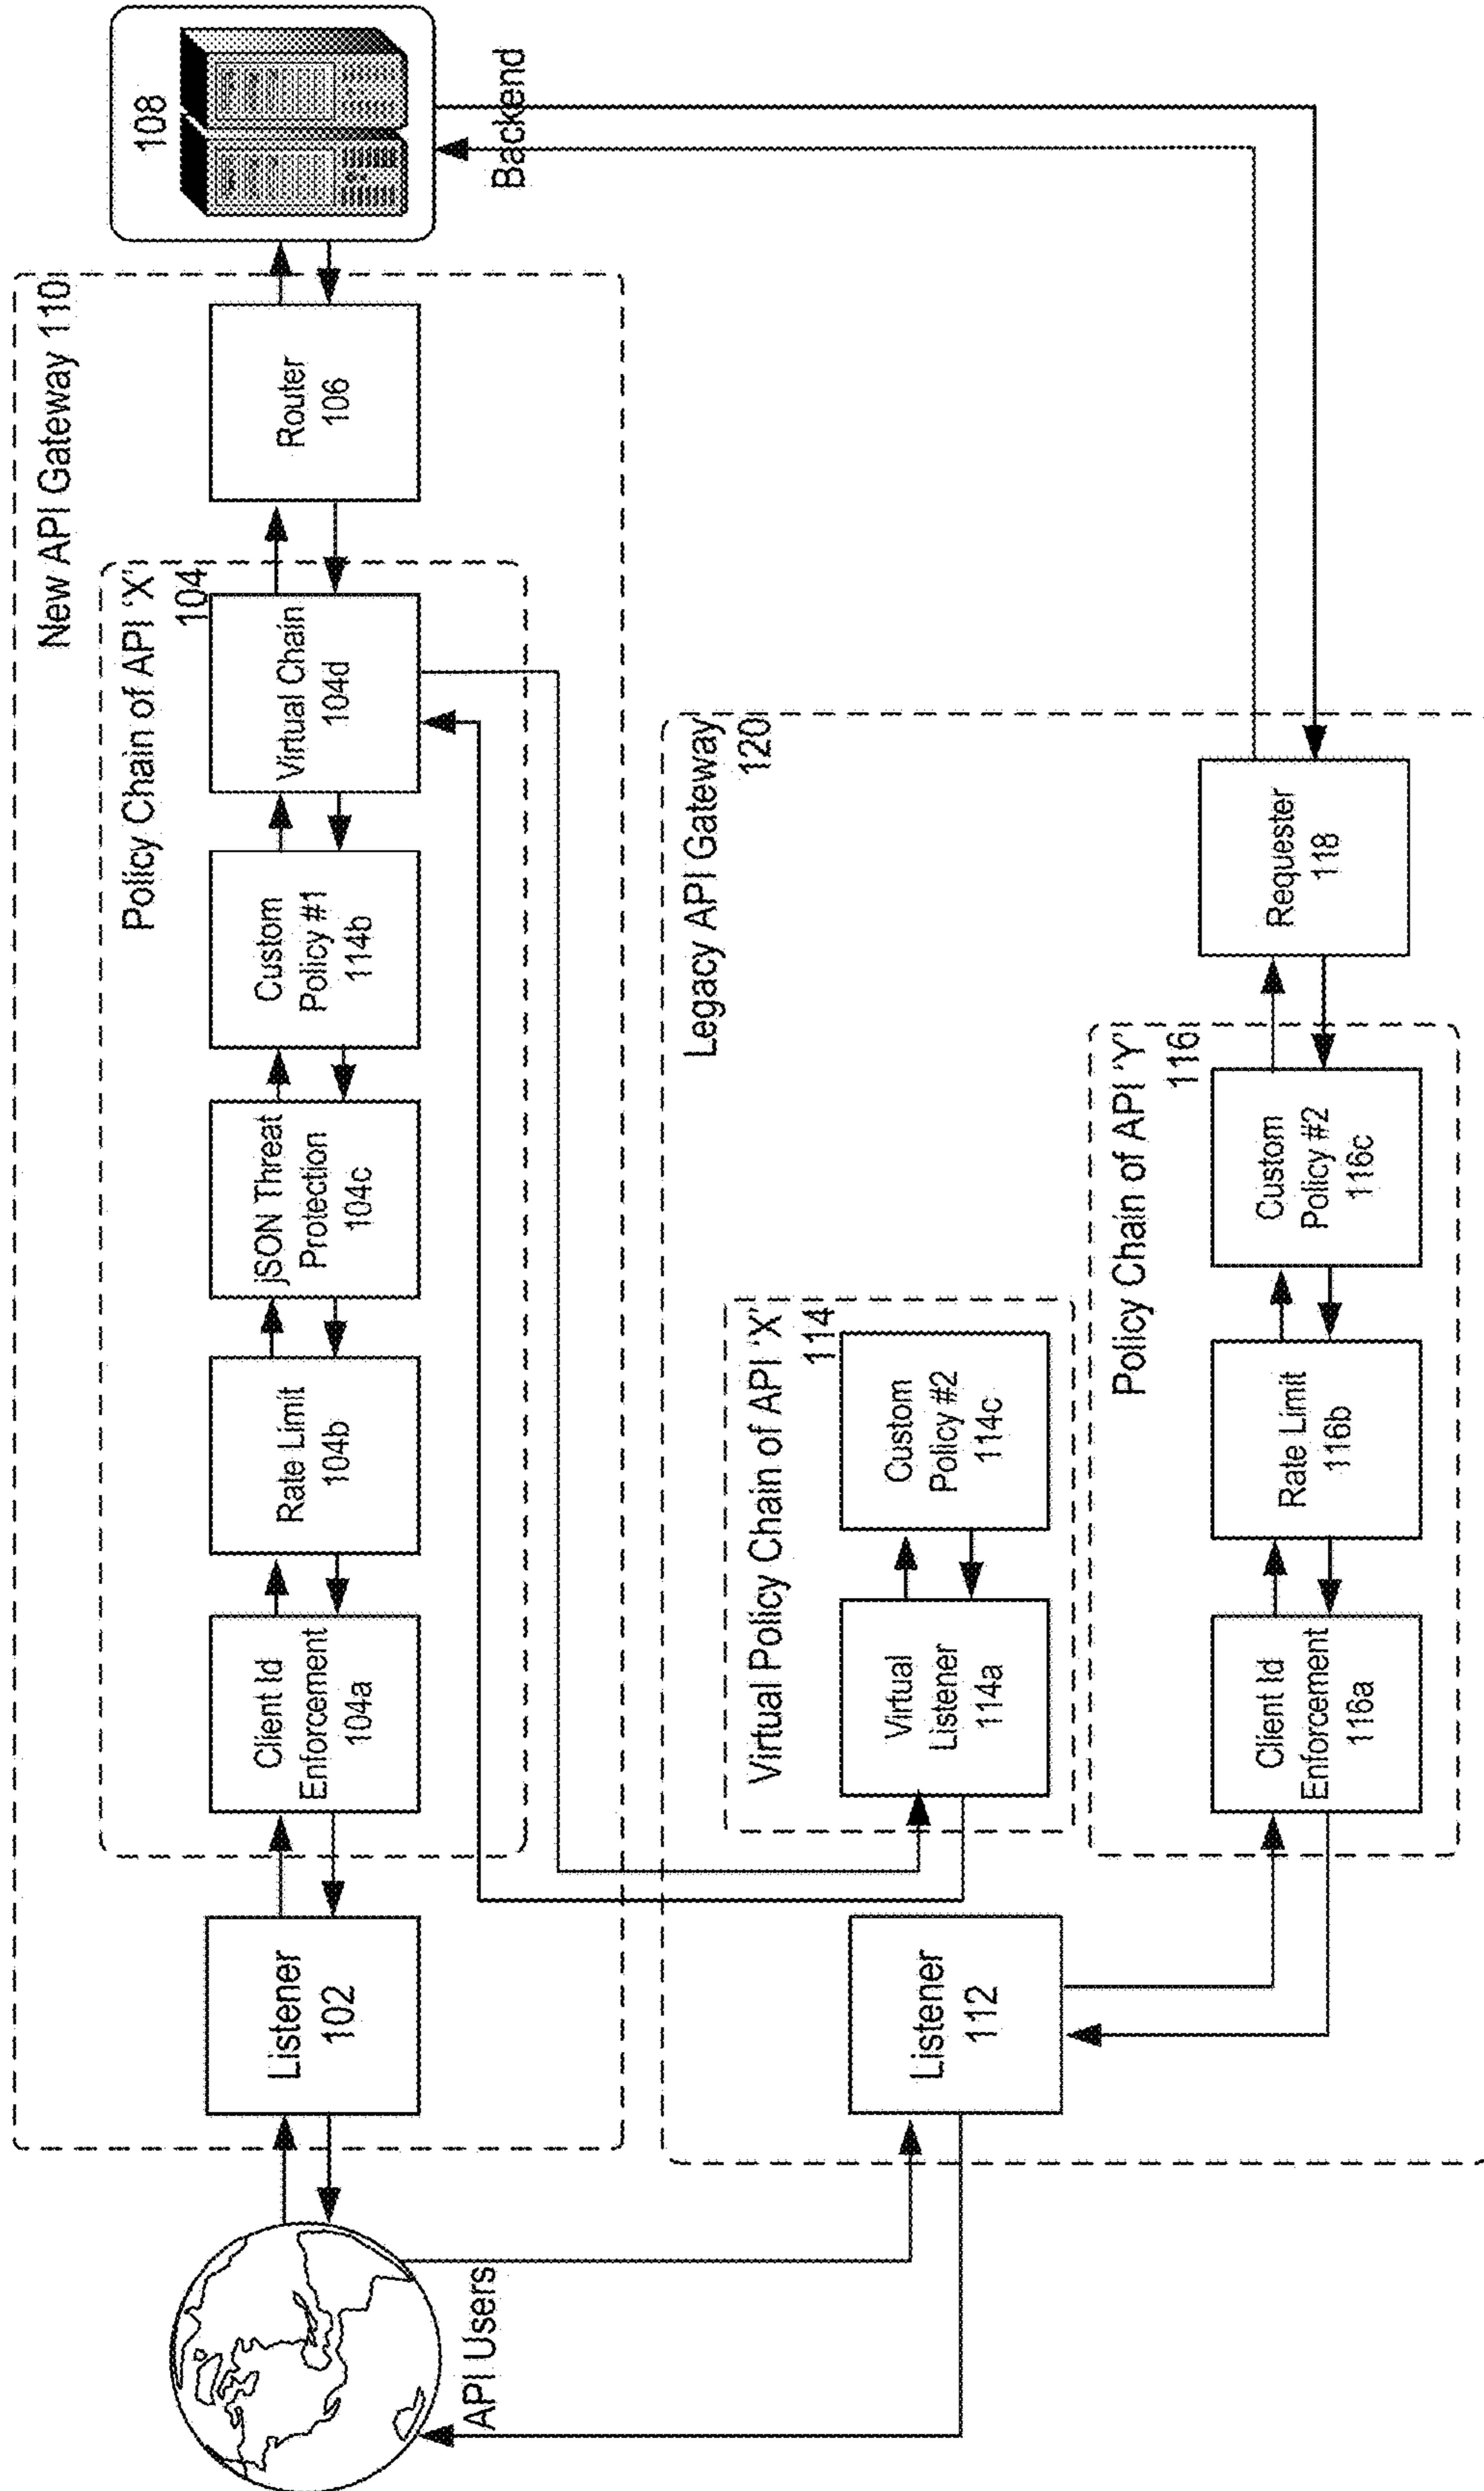 New API Gateway 110
Policy Chain of API 'X'
104
108
Backend
Listener
102
Client Id
Enforcement
104a
Rate Limit
104b
jSON Threat
Protection
104c
Custom
Policy #1
114b
Virtual Chain
104d
Router
106
API Users
Legacy API Gateway
120
Virtual Policy Chain of API 'X'
114
Listener
112
Virtual
Listener
114a
Custom
Policy #2
114c
Policy Chain of API 'Y'
116
Client Id
Enforcement
116a
Rate Limit
116b
Custom
Policy #2
116c
Requester
118